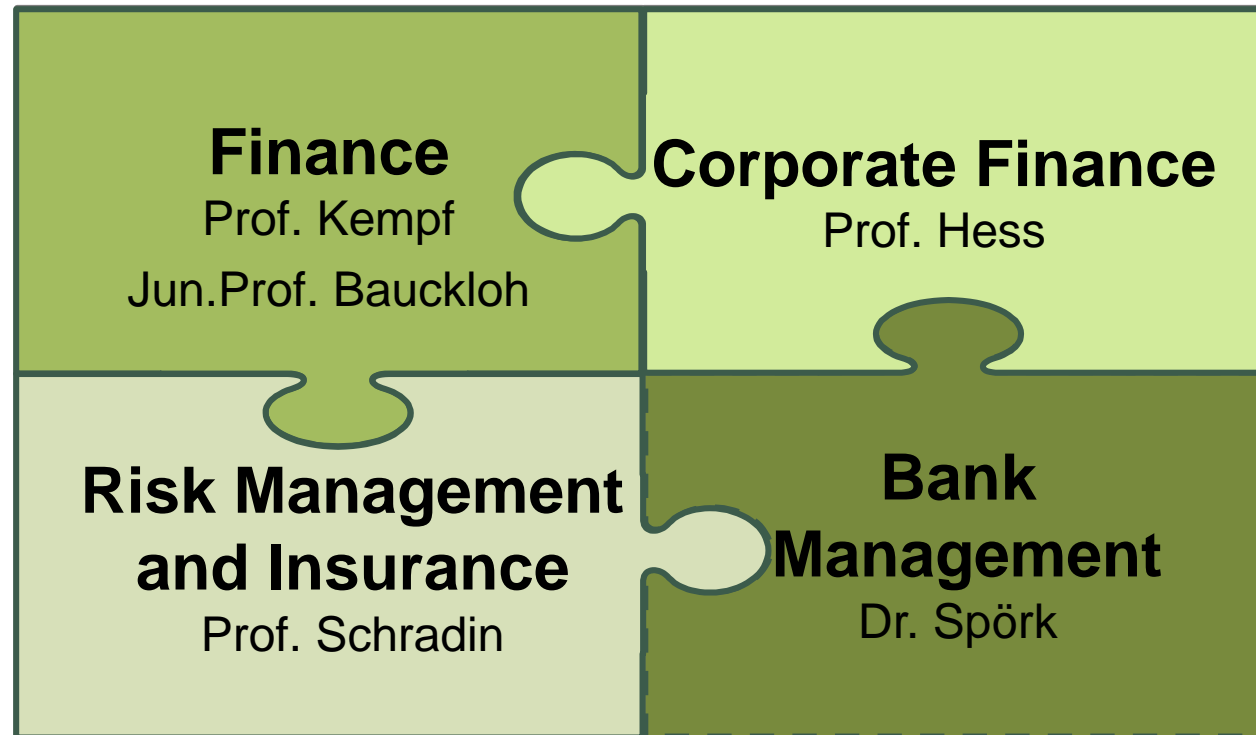 Finance
Prof. Kempf
Jun.Prof. Bauckloh
Corporate Finance
Prof. Hess
Risk Management
and Insurance
Prof. Schradin
Bank
Management
Dr. Spörk